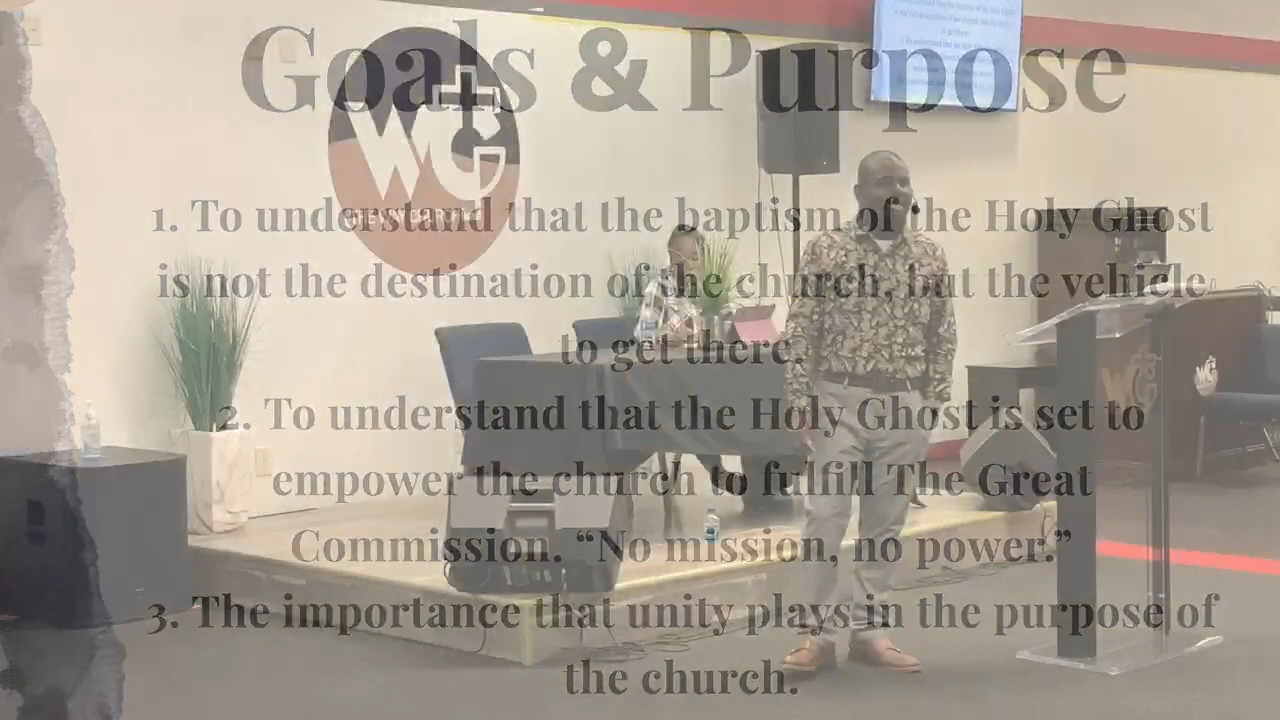 Goals & Purpose
1. To understand that the baptism of the Holy Ghost
is not the destination of the church, but the vehicle
to get there.
2. To understand that the Holy Ghost is set to
empower the church to fulfill The Great
Commission. “No mission, no power.”
3. The importance that unity plays in the purpose of
the church.
WG
WG
WG